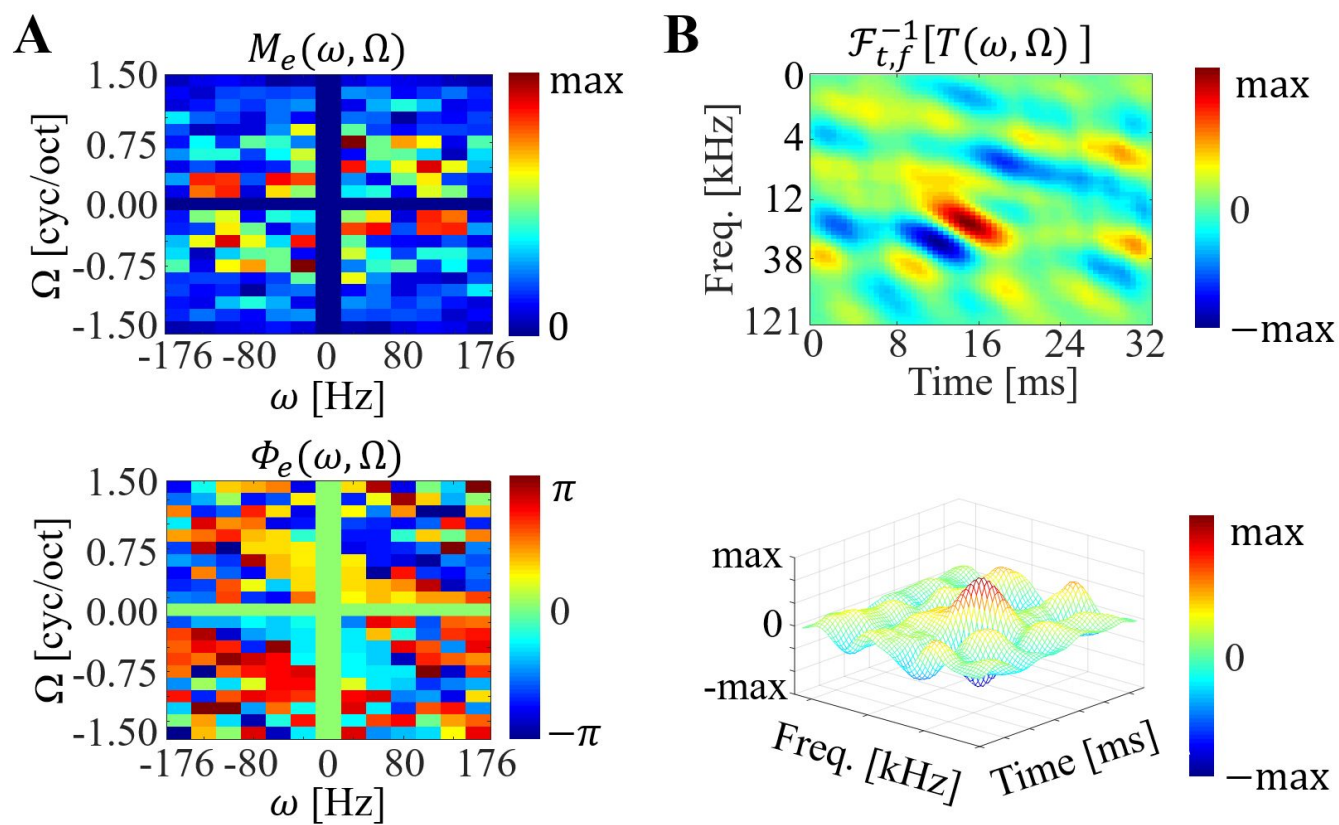 A
M_e(ω, Ω)
Ω [cyc/oct]
1.50
0.75
0.00
-0.75
-1.50
-176 -80 0 80 176
ω [Hz]
max
0
Φ_e(ω, Ω)
Ω [cyc/oct]
1.50
0.75
0.00
-0.75
-1.50
-176 -80 0 80 176
ω [Hz]
π
0
−π
B
ℱ⁻¹_{t,f}[T(ω, Ω) ]
Freq. [kHz]
0
4
12
38
121
0 8 16 24 32
Time [ms]
max
0
−max
max
0
-max
Freq. [kHz]
Time [ms]
max
0
−max